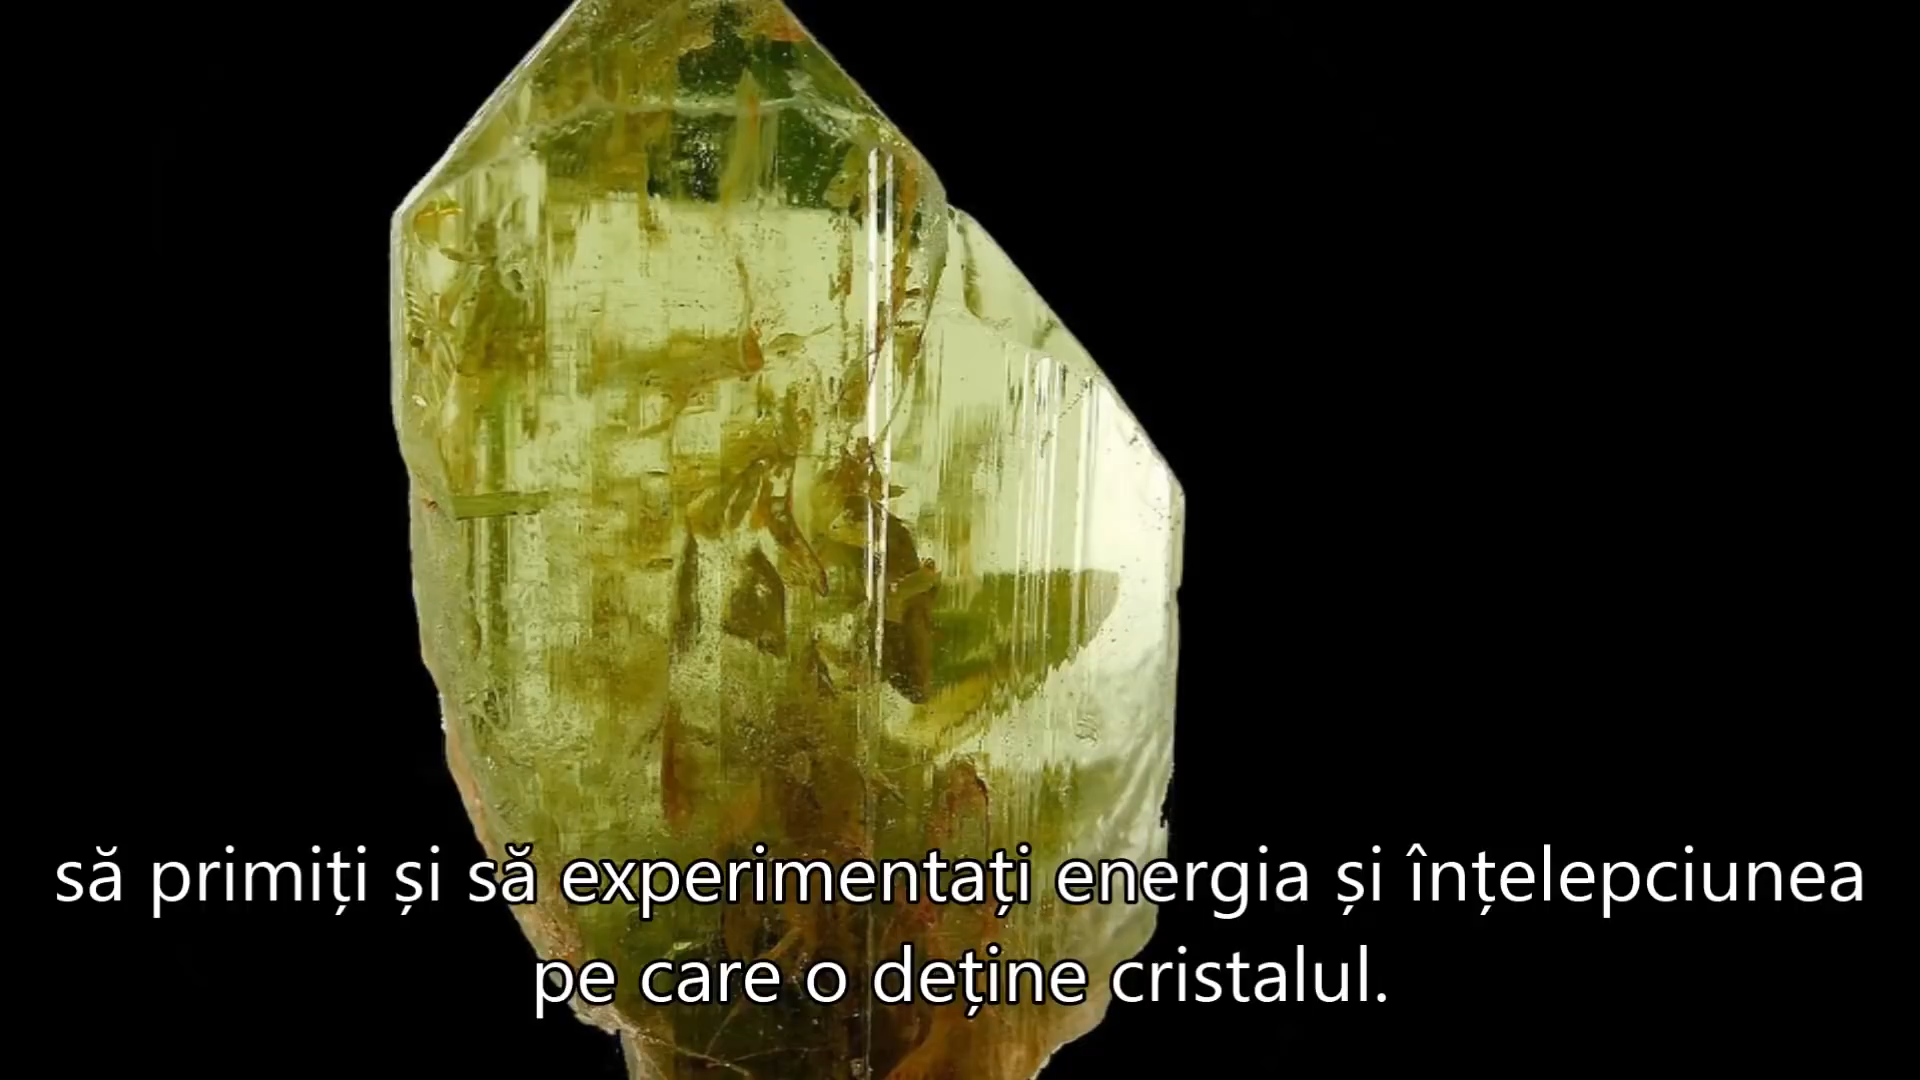 să primiți și să experimentați energia și înțelepciunea
pe care o deține cristalul.